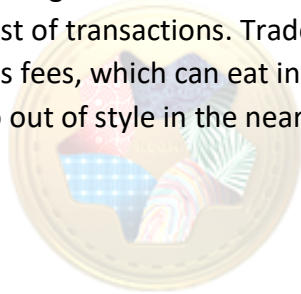 st of transactions. Trade
s fees, which can eat in
out of style in the near